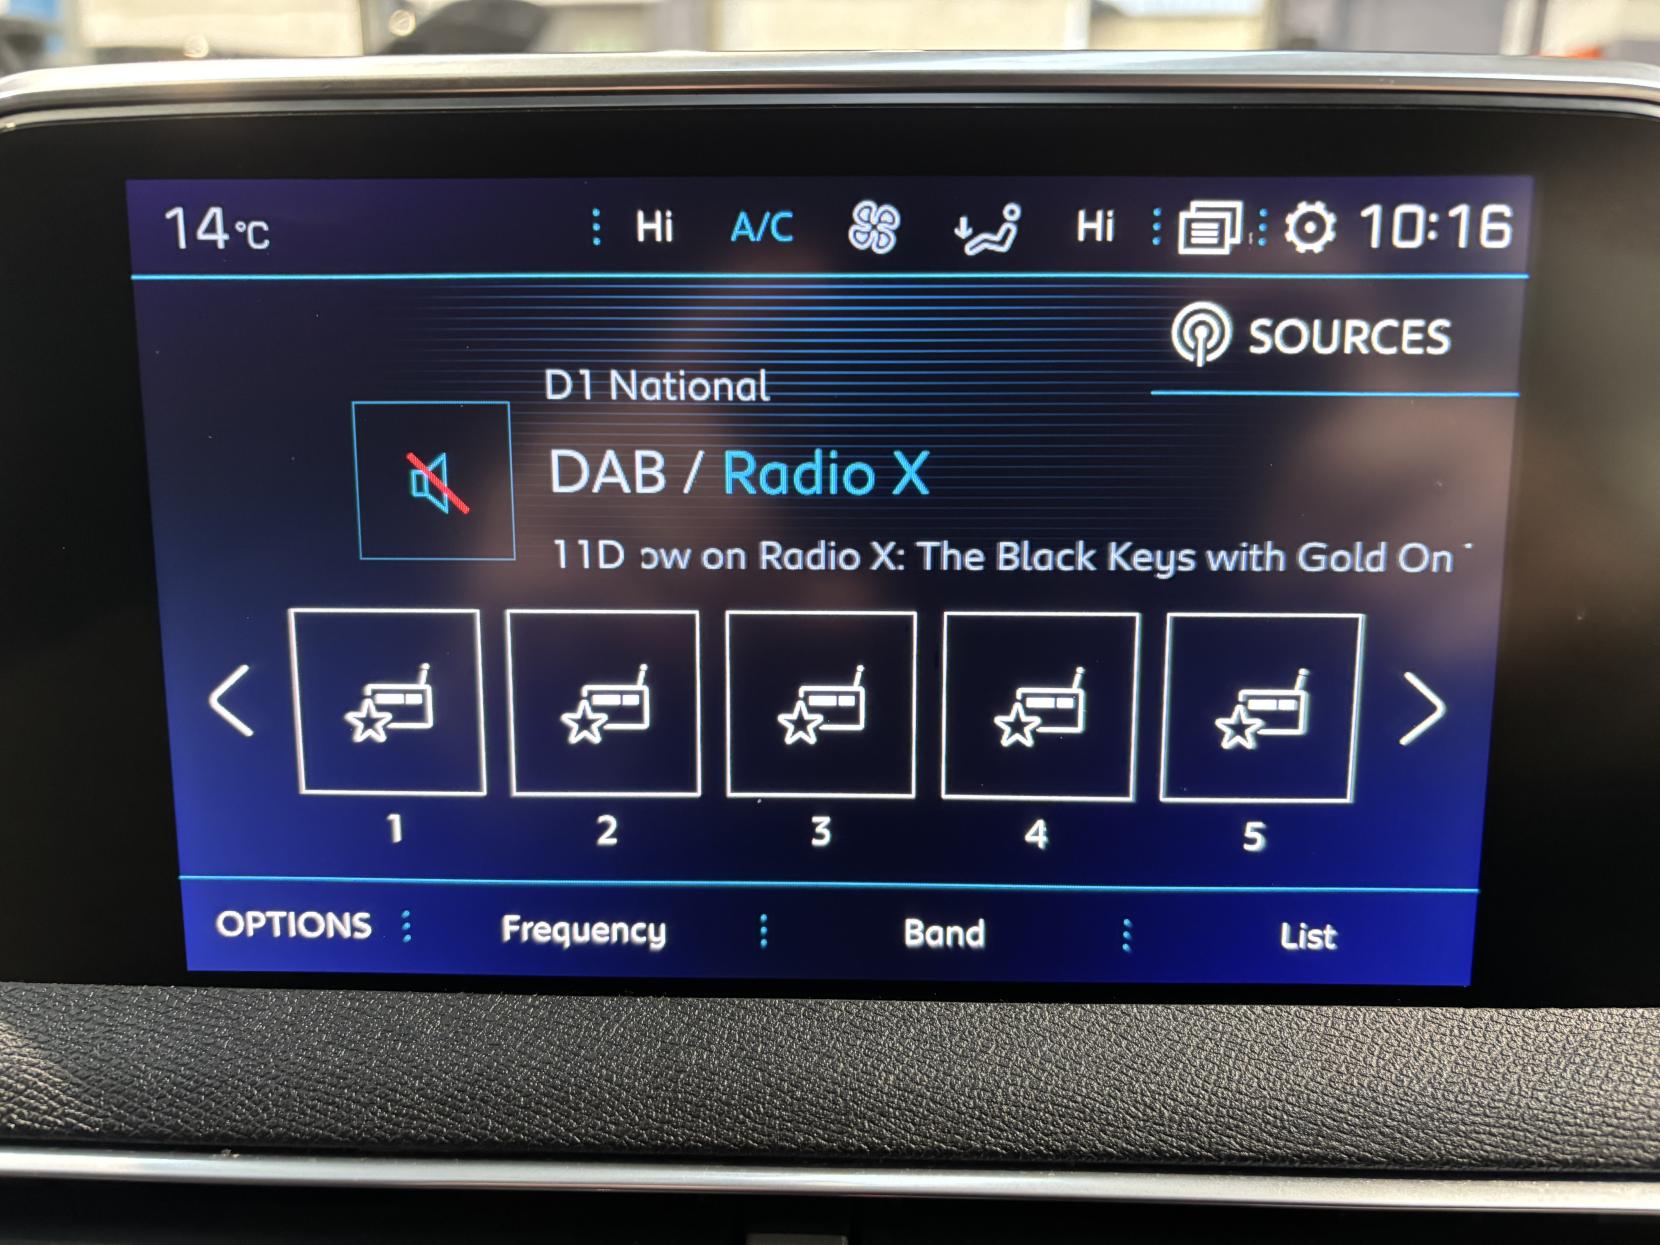 14°C Hi A/C Hi 10:16
SOURCES
D1 National
DAB / Radio X
11D ow on Radio X: The Black Keys with Gold On
1 2 3 4 5
OPTIONS Frequency Band List